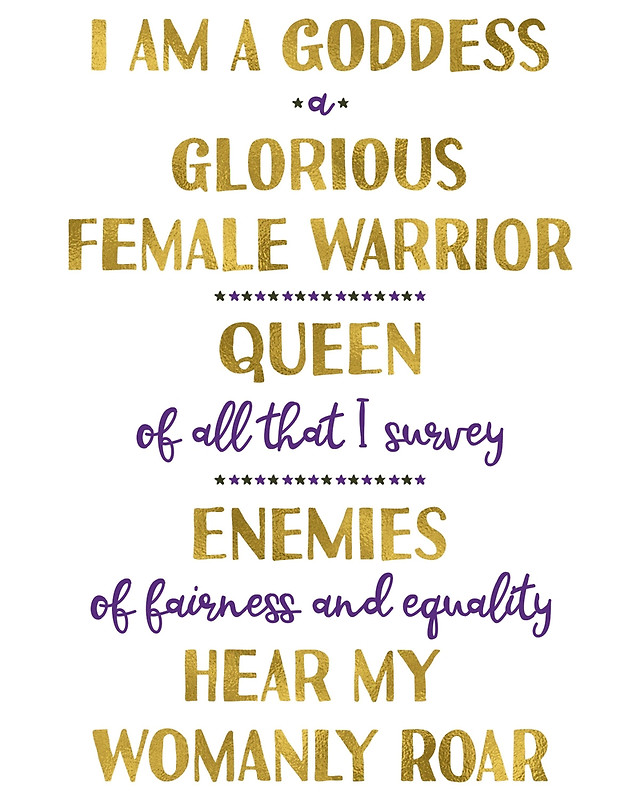 I AM A GODDESS
a
GLORIOUS
FEMALE WARRIOR
QUEEN
of all that I survey
ENEMIES
of fairness and equality
HEAR MY
WOMANLY ROAR